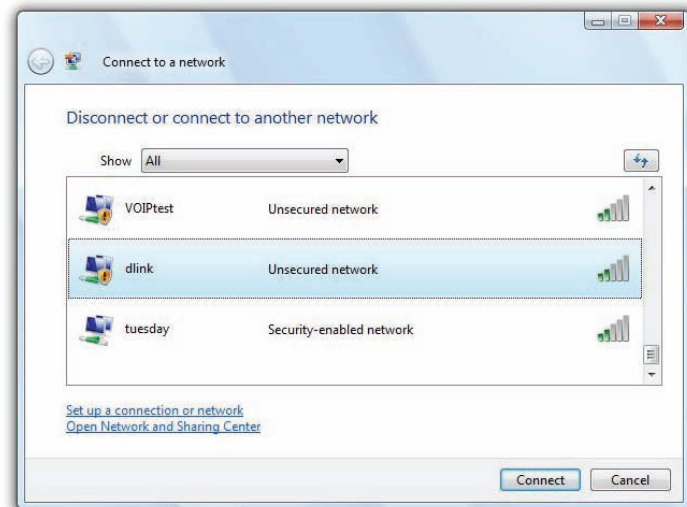 Connect to a network
Disconnect or connect to another network
Show All
VOIPtest Unsecured network
dlink Unsecured network
tuesday Security-enabled network
Set up a connection or network
Open Network and Sharing Center
Connect Cancel